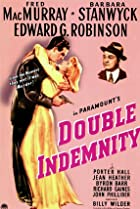 FRED
MacMURRAY
BARBARA
STANWYCK
EDWARD G. ROBINSON
in PARAMOUNT'S
DOUBLE
INDEMNITY
PORTER HALL
JEAN HEATHER
BYRON BARR
RICHARD GAINES
JOHN PHILLIBER
BILLY WILDER